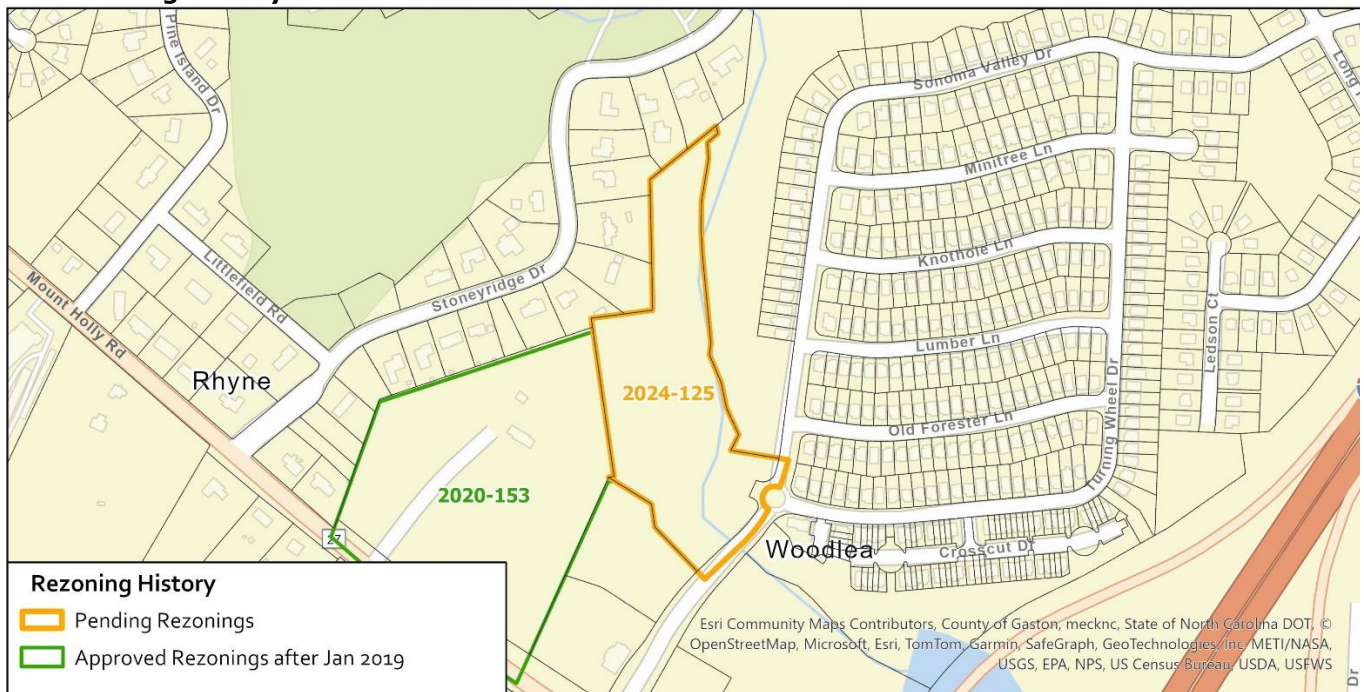 Pine Island Dr
Sonoma Valley Dr
Long
Minitree Ln
Knothole Ln
Littlefield Rd
Stoneyridge Dr
Mount Holly Rd
Lumber Ln
Ledson Ct
Rhyne
2024-125
Old Forester Ln
Turning Wheel Dr
2020-153
27
Woodlea
Crosscut Dr
Rezoning History
Pending Rezonings
Approved Rezonings after Jan 2019
Esri Community Maps Contributors, County of Gaston, mecknc, State of North Carolina DOT, ©
OpenStreetMap, Microsoft, Esri, TomTom, Garmin, SafeGraph, GeoTechnologies, Inc, METI/NASA,
USGS, EPA, NPS, US Census Bureau, USDA, USFWS
Dr